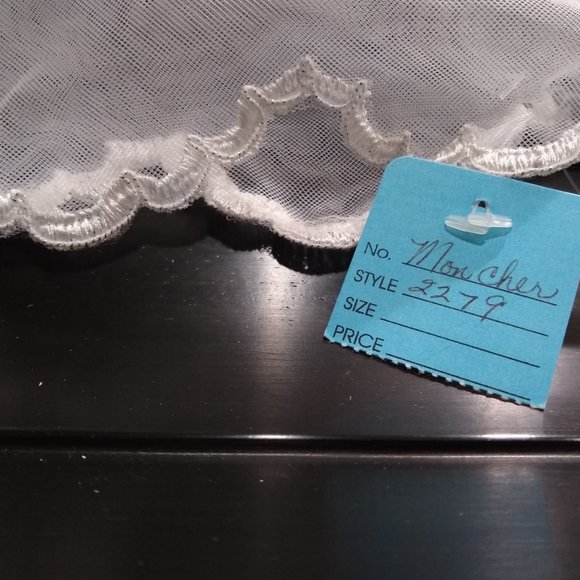 No. Mon Cher
STYLE 2279
SIZE
PRICE